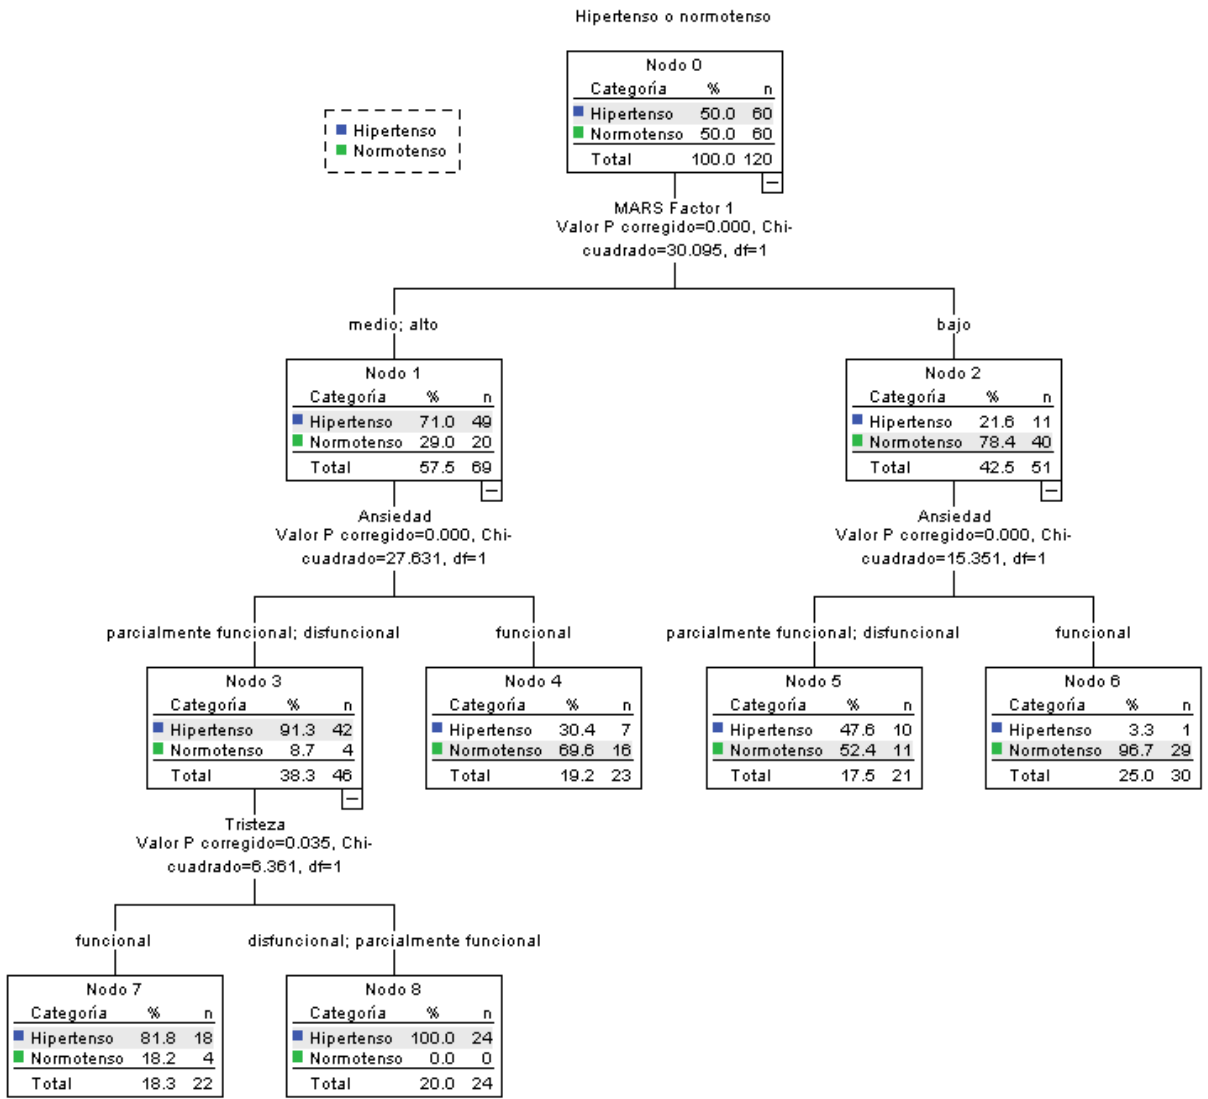 Hipertenso o normotenso
Nodo 0
Categoría % n
Hipertenso 50.0 60
Normotenso 50.0 60
Total 100.0 120
Hipertenso
Normotenso
MARS Factor 1
Valor P corregido=0.000, Chi-
cuadrado=30.095, df=1
medio; alto
bajo
Nodo 1
Categoría % n
Hipertenso 71.0 49
Normotenso 29.0 20
Total 57.5 69
Nodo 2
Categoría % n
Hipertenso 21.6 11
Normotenso 78.4 40
Total 42.5 51
Ansiedad
Valor P corregido=0.000, Chi-
cuadrado=27.631, df=1
Ansiedad
Valor P corregido=0.000, Chi-
cuadrado=15.351, df=1
parcialmente funcional; disfuncional
funcional
parcialmente funcional; disfuncional
funcional
Nodo 3
Categoría % n
Hipertenso 91.3 42
Normotenso 8.7 4
Total 38.3 46
Nodo 4
Categoría % n
Hipertenso 30.4 7
Normotenso 69.6 16
Total 19.2 23
Nodo 5
Categoría % n
Hipertenso 47.6 10
Normotenso 52.4 11
Total 17.5 21
Nodo 6
Categoría % n
Hipertenso 3.3 1
Normotenso 96.7 29
Total 25.0 30
Tristeza
Valor P corregido=0.035, Chi-
cuadrado=6.361, df=1
funcional
disfuncional; parcialmente funcional
Nodo 7
Categoría % n
Hipertenso 81.8 18
Normotenso 18.2 4
Total 18.3 22
Nodo 8
Categoría % n
Hipertenso 100.0 24
Normotenso 0.0 0
Total 20.0 24